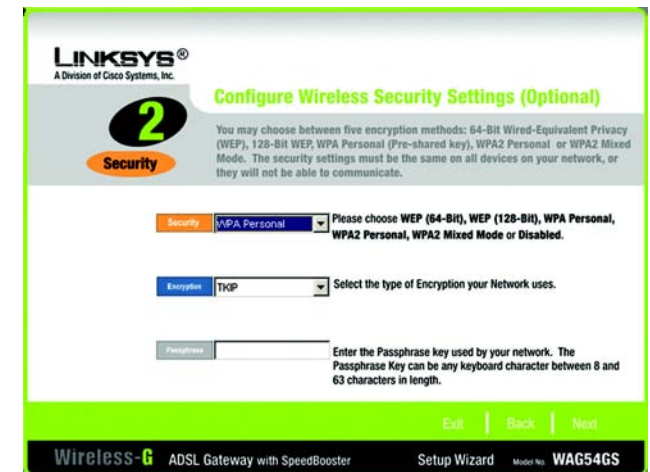 LINKSYS®
A Division of Cisco Systems, Inc.
2
Security
Configure Wireless Security Settings (Optional)
You may choose between five encryption methods: 64-Bit Wired-Equivalent Privacy
(WEP), 128-Bit WEP, WPA Personal (Pre-shared key), WPA2 Personal or WPA2 Mixed
Mode. The security settings must be the same on all devices on your network, or
they will not be able to communicate.
Security
WPA Personal
Please choose WEP (64-Bit), WEP (128-Bit), WPA Personal,
WPA2 Personal, WPA2 Mixed Mode or Disabled.
Encryption
TKIP
Select the type of Encryption your Network uses.
Passphrase
Enter the Passphrase key used by your network. The
Passphrase Key can be any keyboard character between 8 and
63 characters in length.
Exit
Back
Next
Wireless-G ADSL Gateway with SpeedBooster
Setup Wizard
Model No. WAG54GS